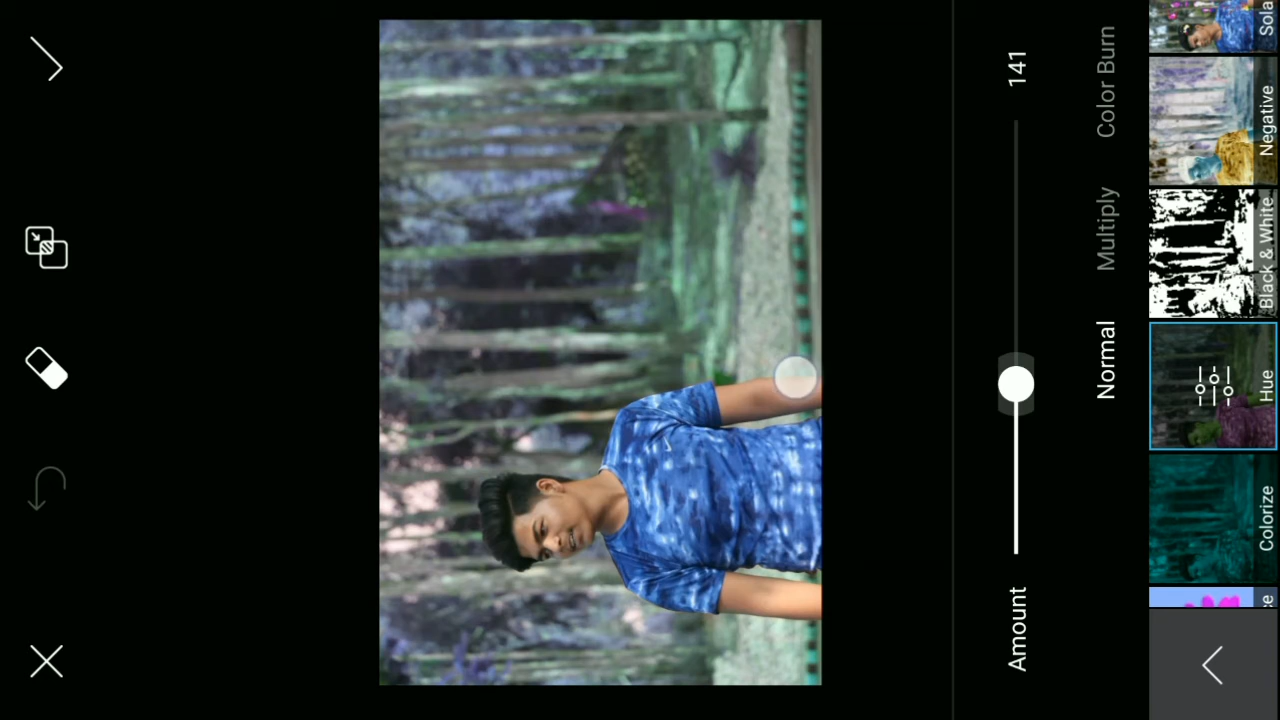 Amount 141
Normal Multiply Color Burn
Colorize Hue Black & White Negative Sola